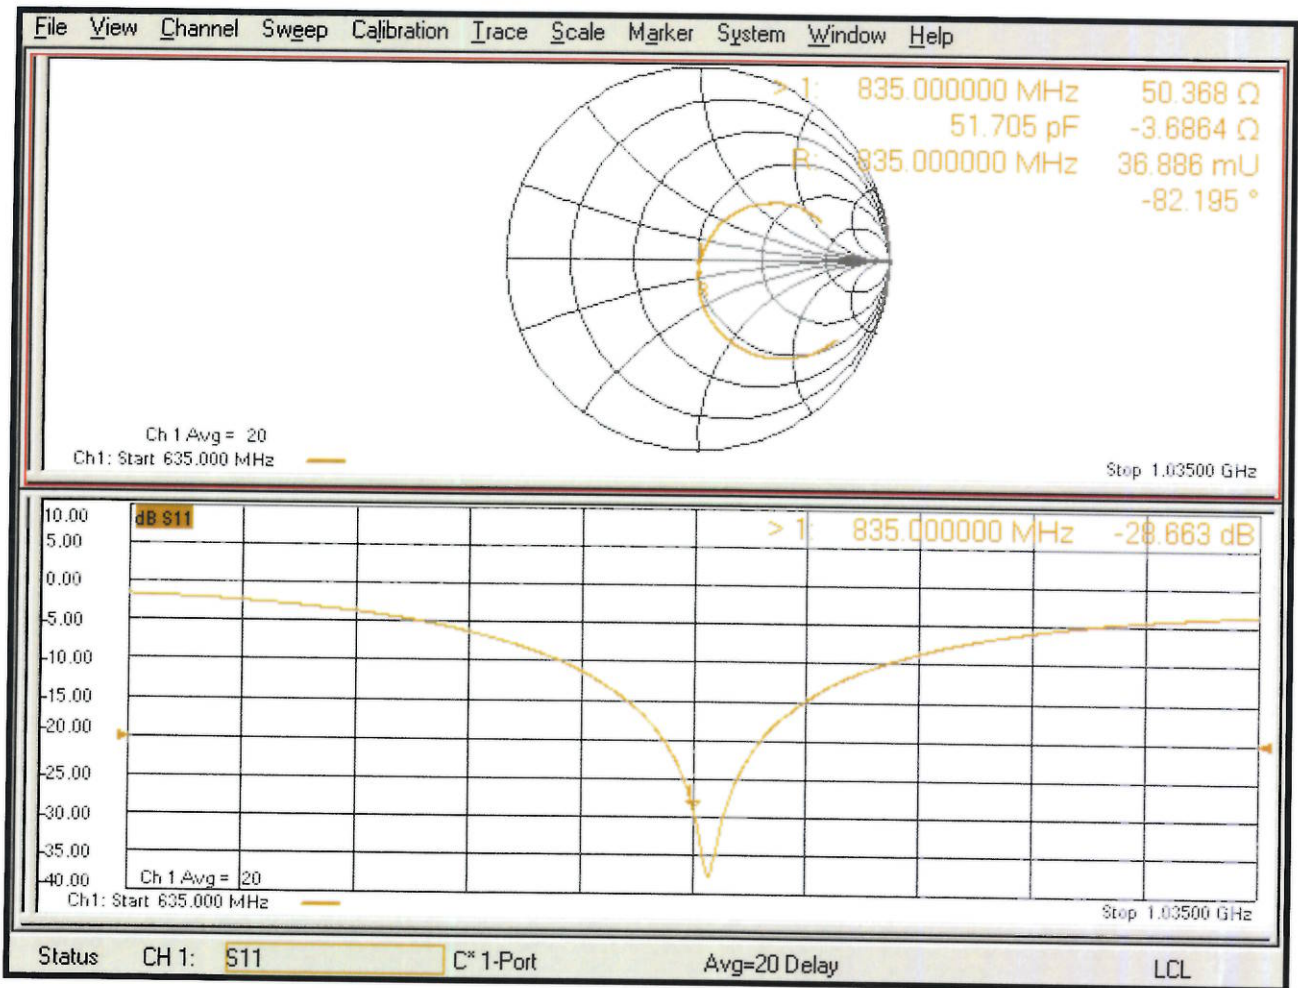 File View Channel Sweep Calibration Trace Scale Marker System Window Help
> 1: 835.000000 MHz 50.368 Ω
51.705 pF -3.6864 Ω
R: 835.000000 MHz 36.886 mU
-82.195 °
Ch 1 Avg = 20
Ch1: Start 635.000 MHz
Stop 1.03500 GHz
dB S11
> 1: 835.000000 MHz -28.663 dB
10.00
5.00
0.00
-5.00
-10.00
-15.00
-20.00
-25.00
-30.00
-35.00
-40.00
1
Ch 1 Avg = 20
Ch1: Start 635.000 MHz
Stop 1.03500 GHz
Status CH 1: S11 C* 1-Port Avg=20 Delay LCL